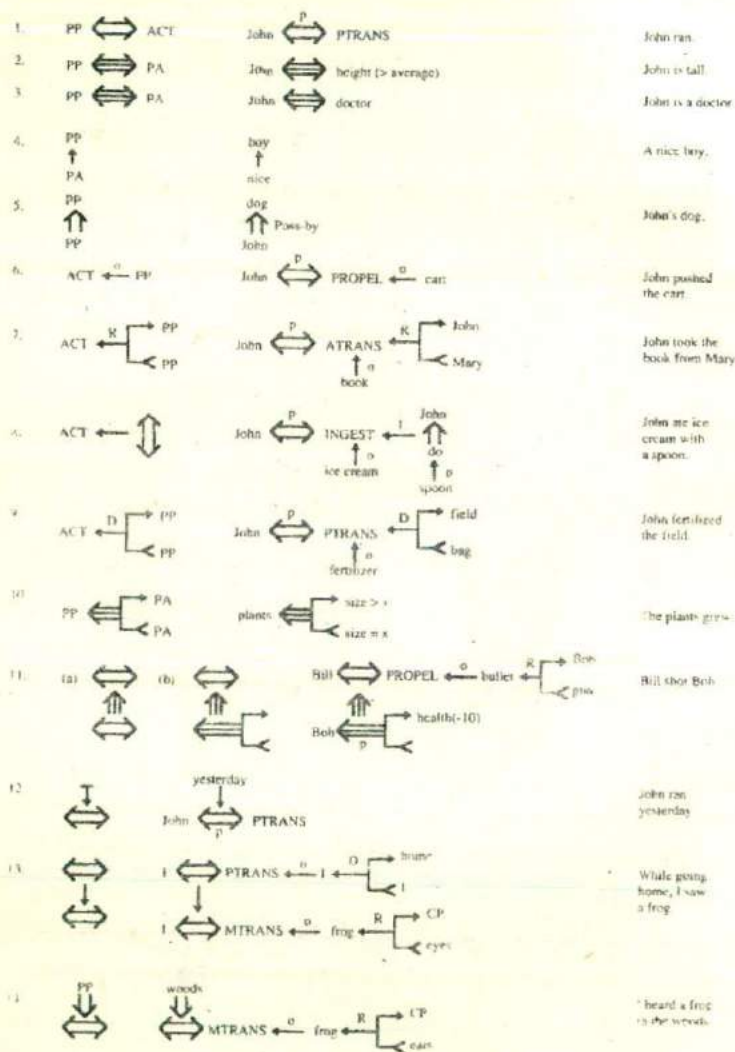 1. PP ACT John p PTRANS John ran.
2. PP PA John height (> average) John is tall.
3. PP PA John doctor John is a doctor
4. PP boy A nice boy.
PA nice
5. PP dog John's dog.
Poss-by
PP John
6. ACT o PP John p PROPEL o cart John pushed
the cart.
7. ACT R PP John p ATRANS R John John took the
PP Mary book from Mary
o
book
ACT John p INGEST I John John ate ice
o do cream with
ice cream o a spoon.
spoon
9. ACT D PP John p PTRANS D field John fertilized
PP bag the field.
o
fertilizer
10. PP PA plants size > x The plants grew
PA size = x
11. (a) (b) Bill PROPEL o bullet R Bob Bill shot Bob
gun
Bob p health(-10)
12. T yesterday John ran
John p PTRANS yesterday
13. I PTRANS o I D home While going
I home, I saw
a frog
I MTRANS o frog R CP
eyes
PP woods I heard a frog
MTRANS o frog R CP in the woods.
ears